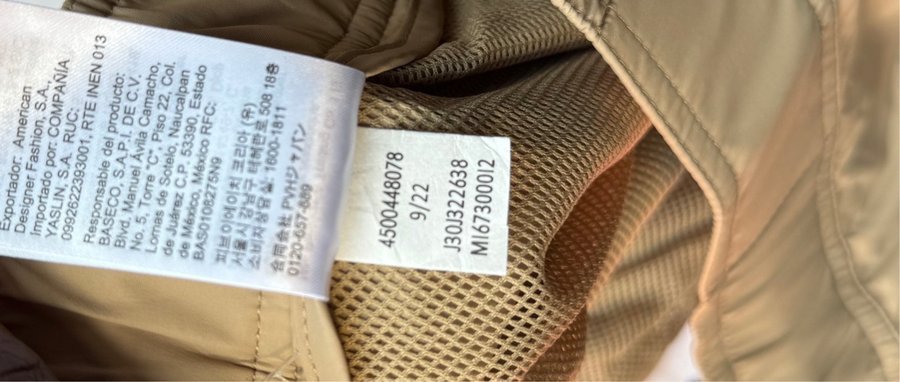 Exportador: American
Designer Fashion, S.A.,
Importado por: COMPAÑIA
YASLIN, S.A. RUC:
0992622393001, RTE INEN 013
Responsable del producto:
BASECO, S.A.P.I. DE C.V.
Blvd. Manuel Ávila Camacho,
No. 5, Torre "C", Piso 22, Col.
Lomas de Sotelo, Naucalpan
de Juárez C.P. 53390, Estado
de México, México RFC:
BAS0108275N9
피브이에이치 코리아 (유)
서울시 강남구 테헤란로 508 18층
소비자상담실 1600-1811
合同会社 PVHジャパン
0120-657-889
4500448078
9/22
J30J322638
MI673000I2